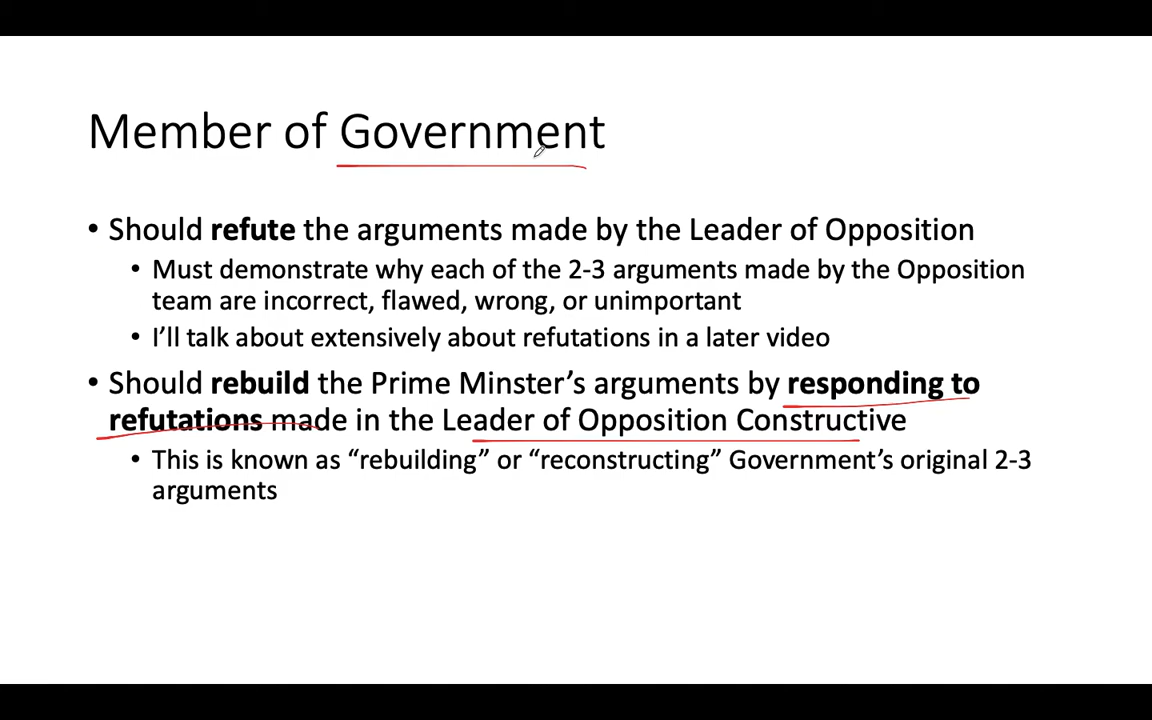 Member of Government
• Should refute the arguments made by the Leader of Opposition
• Must demonstrate why each of the 2-3 arguments made by the Opposition
team are incorrect, flawed, wrong, or unimportant
• I’ll talk about extensively about refutations in a later video
• Should rebuild the Prime Minster’s arguments by responding to
refutations made in the Leader of Opposition Constructive
• This is known as “rebuilding” or “reconstructing” Government’s original 2-3
arguments